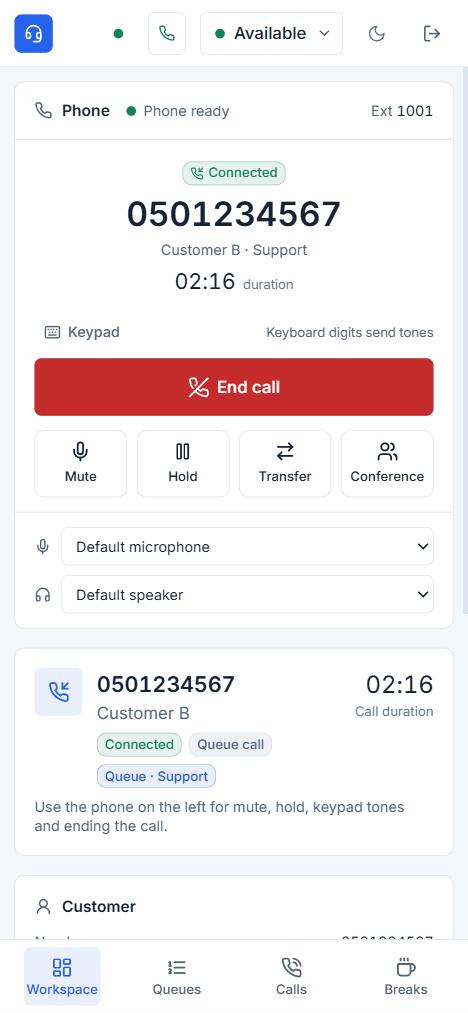 Available
Phone
Phone ready
Ext 1001
Connected
0501234567
Customer B · Support
02:16 duration
Keypad
Keyboard digits send tones
End call
Mute
Hold
Transfer
Conference
Default microphone
Default speaker
0501234567
02:16
Customer B
Call duration
Connected
Queue call
Queue · Support
Use the phone on the left for mute, hold, keypad tones
and ending the call.
Customer
Workspace
Queues
Calls
Breaks